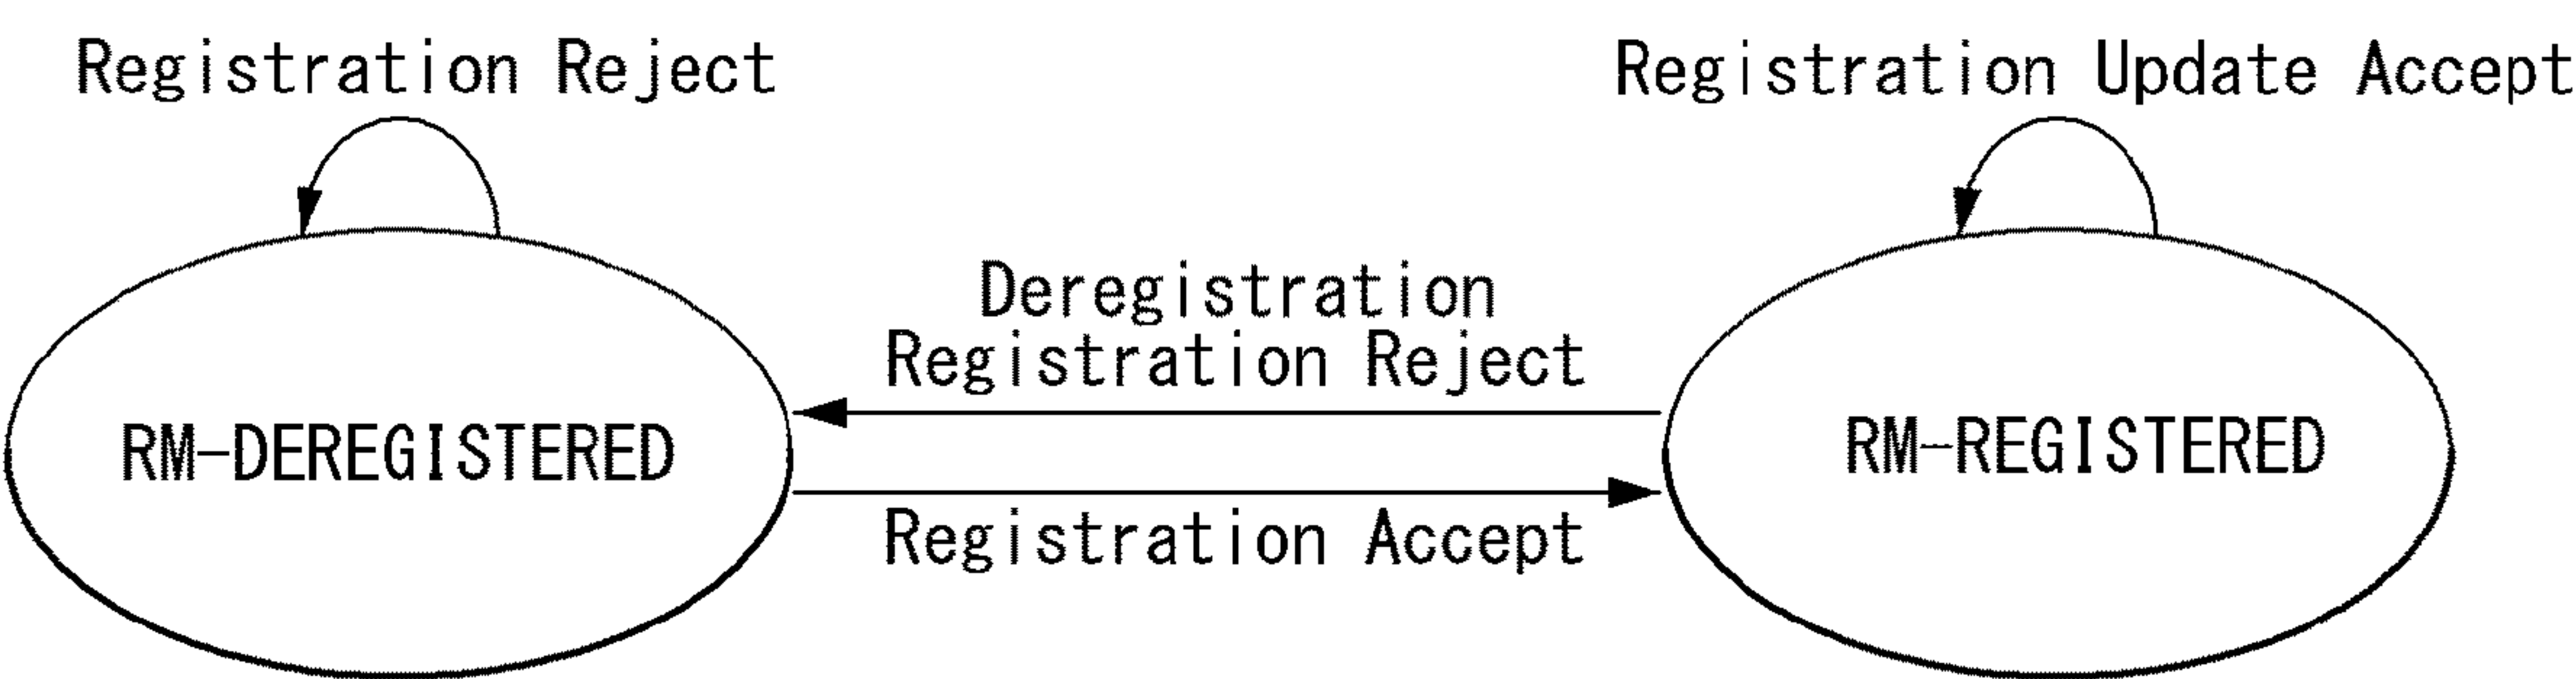 Registration Reject
Registration Update Accept
Deregistration
Registration Reject
RM-DEREGISTERED
RM-REGISTERED
Registration Accept